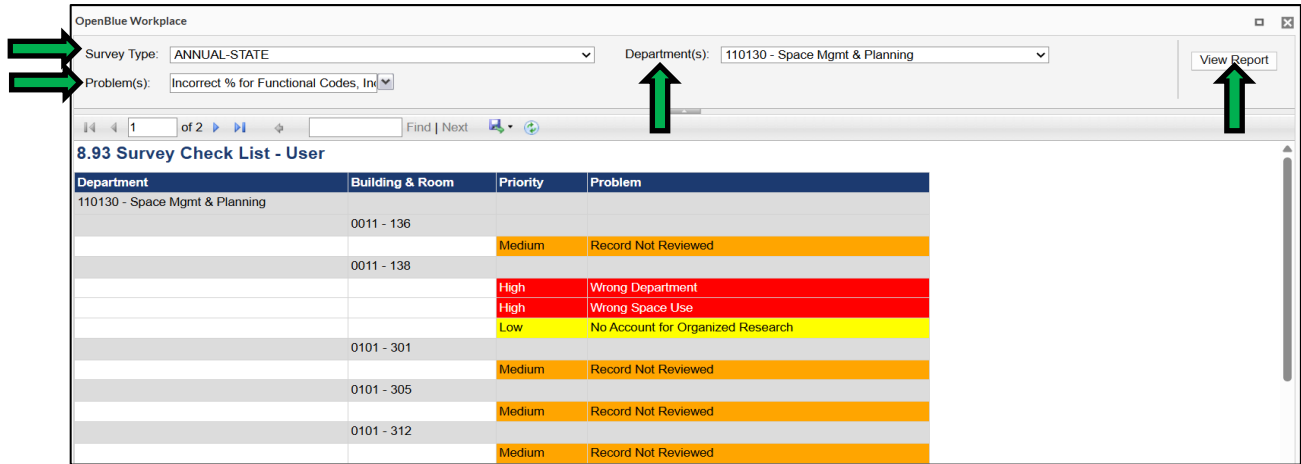 OpenBlue Workplace
Survey Type: ANNUAL-STATE Department(s): 110130 - Space Mgmt & Planning View Report
Problem(s): Incorrect % for Functional Codes,
1 of 2 Find | Next
8.93 Survey Check List - User
Department Building & Room Priority Problem
110130 - Space Mgmt & Planning
0011 - 136
Medium Record Not Reviewed
0011 - 138
High Wrong Department
High Wrong Space Use
Low No Account for Organized Research
0101 - 301
Medium Record Not Reviewed
0101 - 305
Medium Record Not Reviewed
0101 - 312
Medium Record Not Reviewed